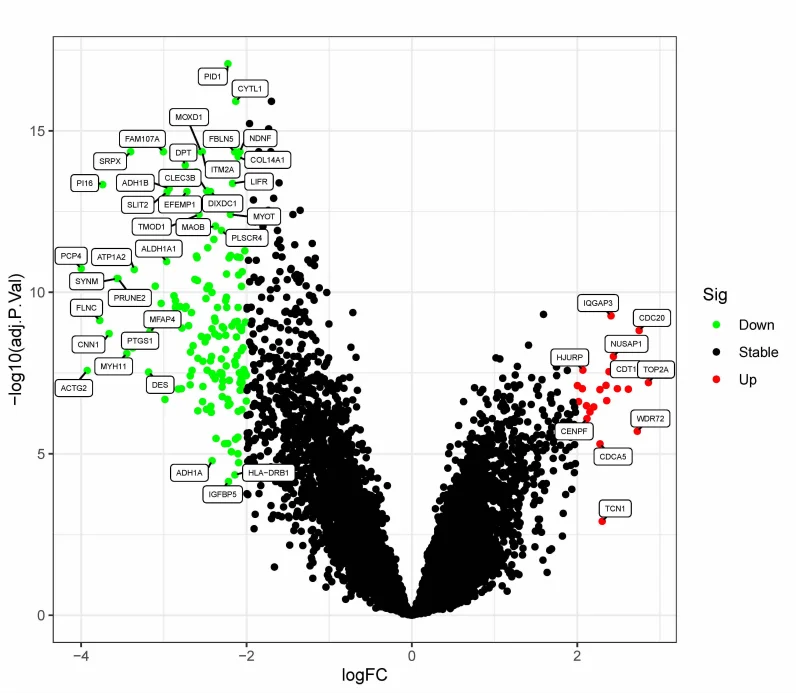 PID1
CYTL1
MOXD1
FAM107A
FBLN5
NDNF
DPT
SRPX
COL14A1
ITM2A
CLEC3B
PI16
ADH1B
LIFR
SLIT2
EFEMP1
DIXDC1
MYOT
TMOD1
MAOB
PLSCR4
ALDH1A1
PCP4
ATP1A2
SYNM
PRUNE2
FLNC
MFAP4
CNN1
PTGS1
MYH11
ACTG2
DES
ADH1A
HLA−DRB1
IGFBP5
IQGAP3
CDC20
NUSAP1
HJURP
CDT1
TOP2A
WDR72
CENPF
CDCA5
TCN1
15
10
5
0
−log10(adj.P.Val)
−4
−2
0
2
logFC
Sig
Down
Stable
Up